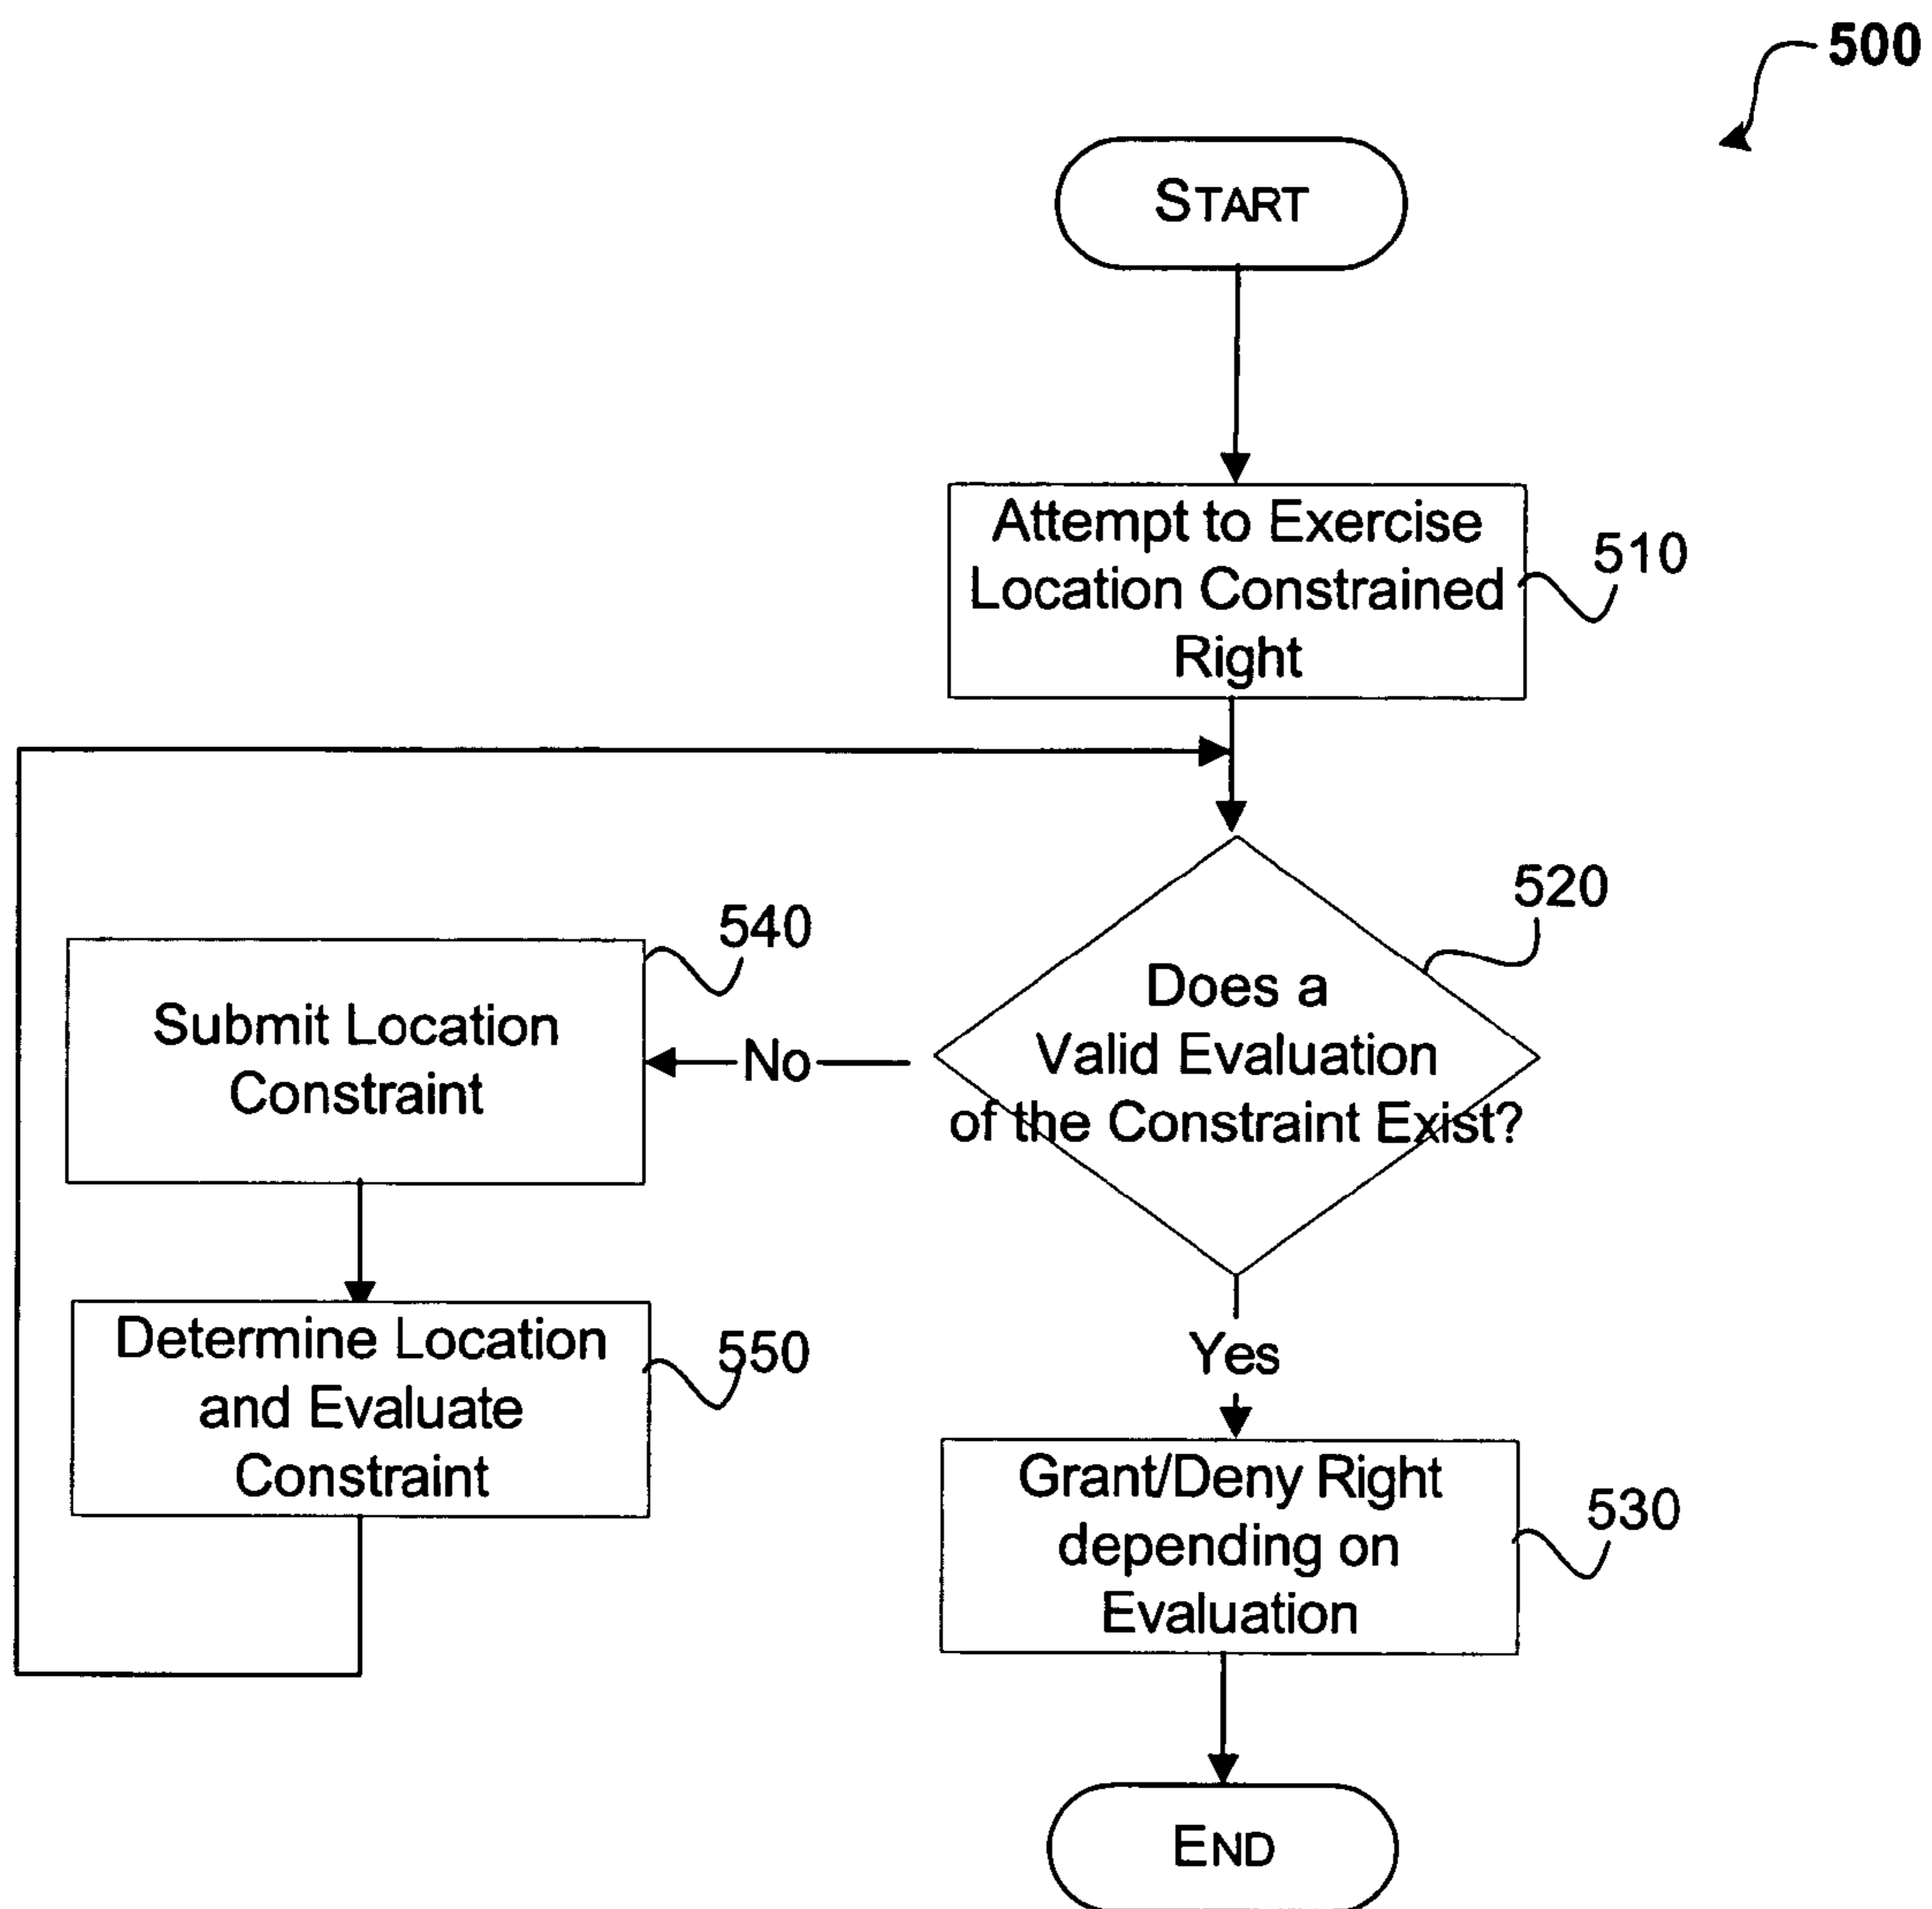 500
START
Attempt to Exercise
Location Constrained
Right
510
520
Does a
Valid Evaluation
of the Constraint Exist?
No
540
Submit Location
Constraint
550
Determine Location
and Evaluate
Constraint
Yes
Grant/Deny Right
depending on
Evaluation
530
END